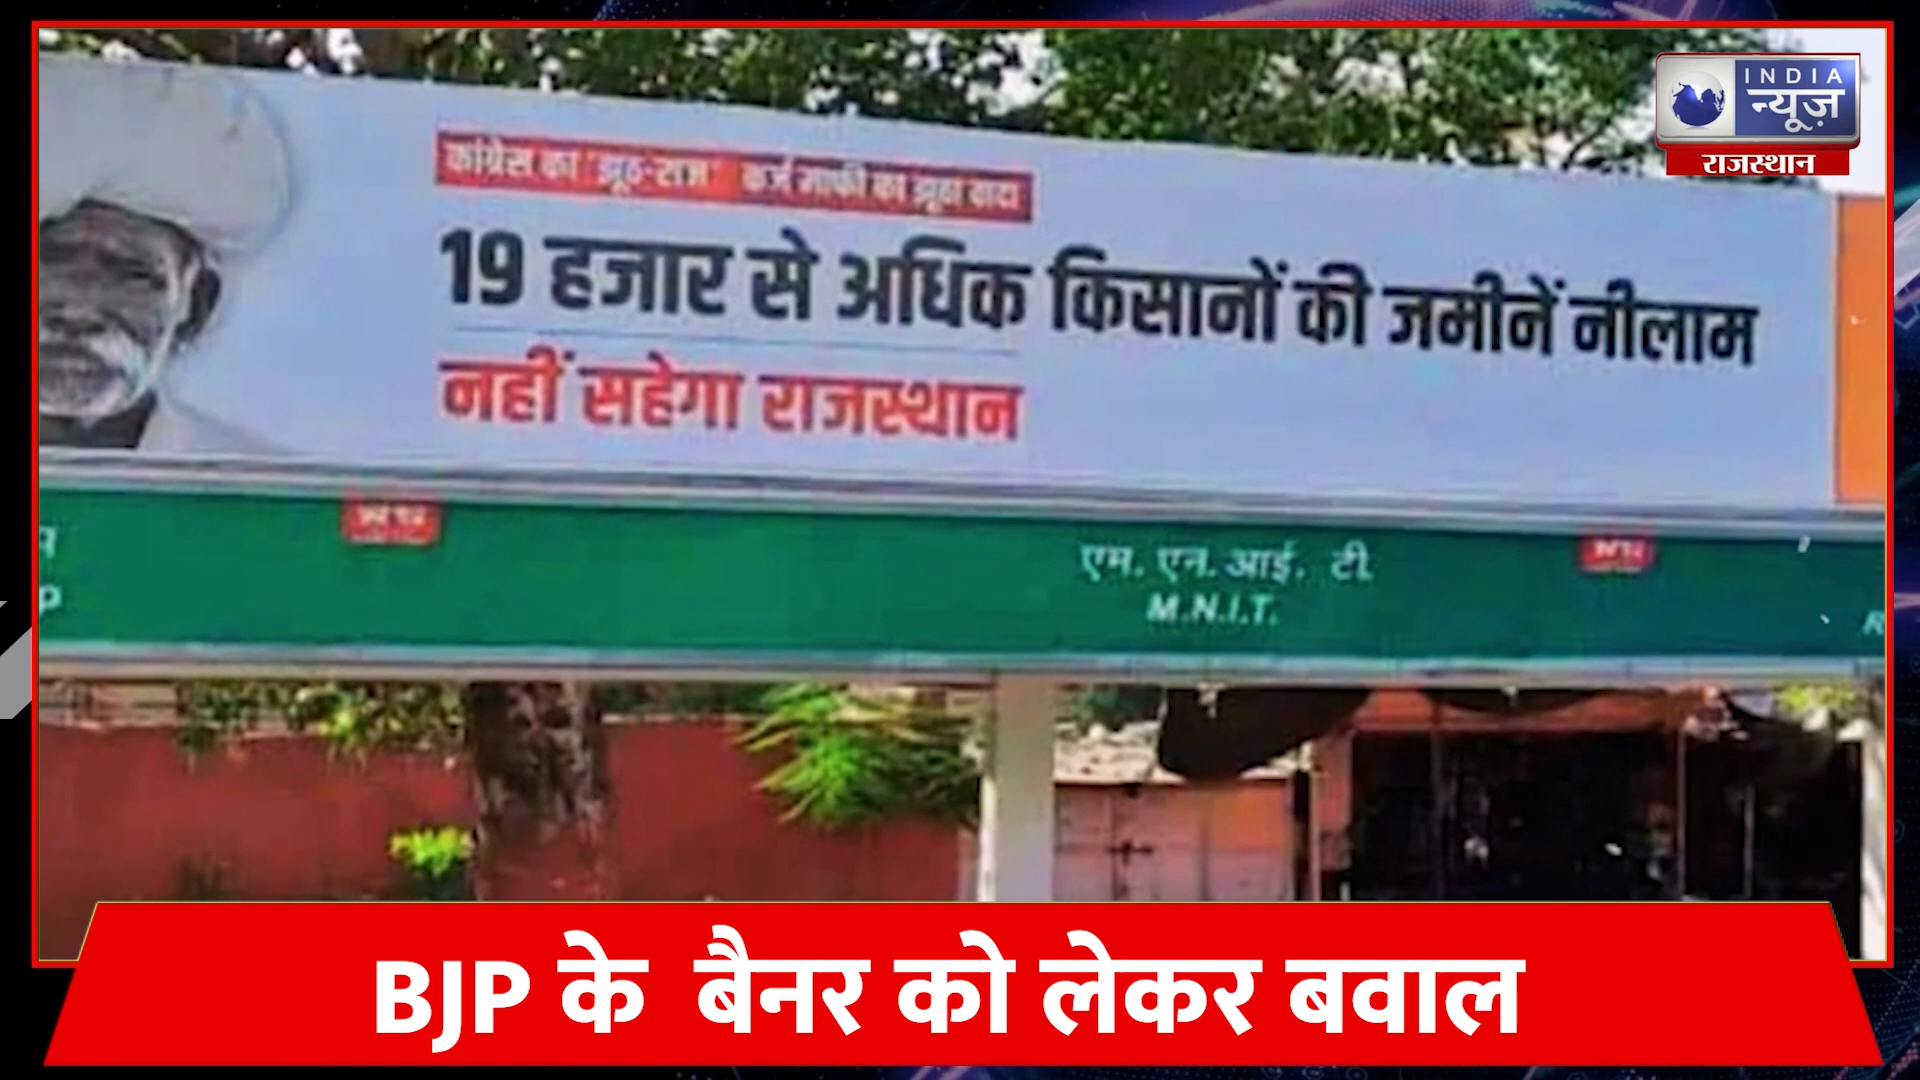 INDIA
न्यूज़
राजस्थान
कांग्रेस का 'झूठ-राज' कर्ज माफी का झूठा वादा
19 हजार से अधिक किसानों की जमीनें नीलाम
नहीं सहेगा राजस्थान
एम. एन. आई. टी.
M.N.I.T.
BJP के बैनर को लेकर बवाल